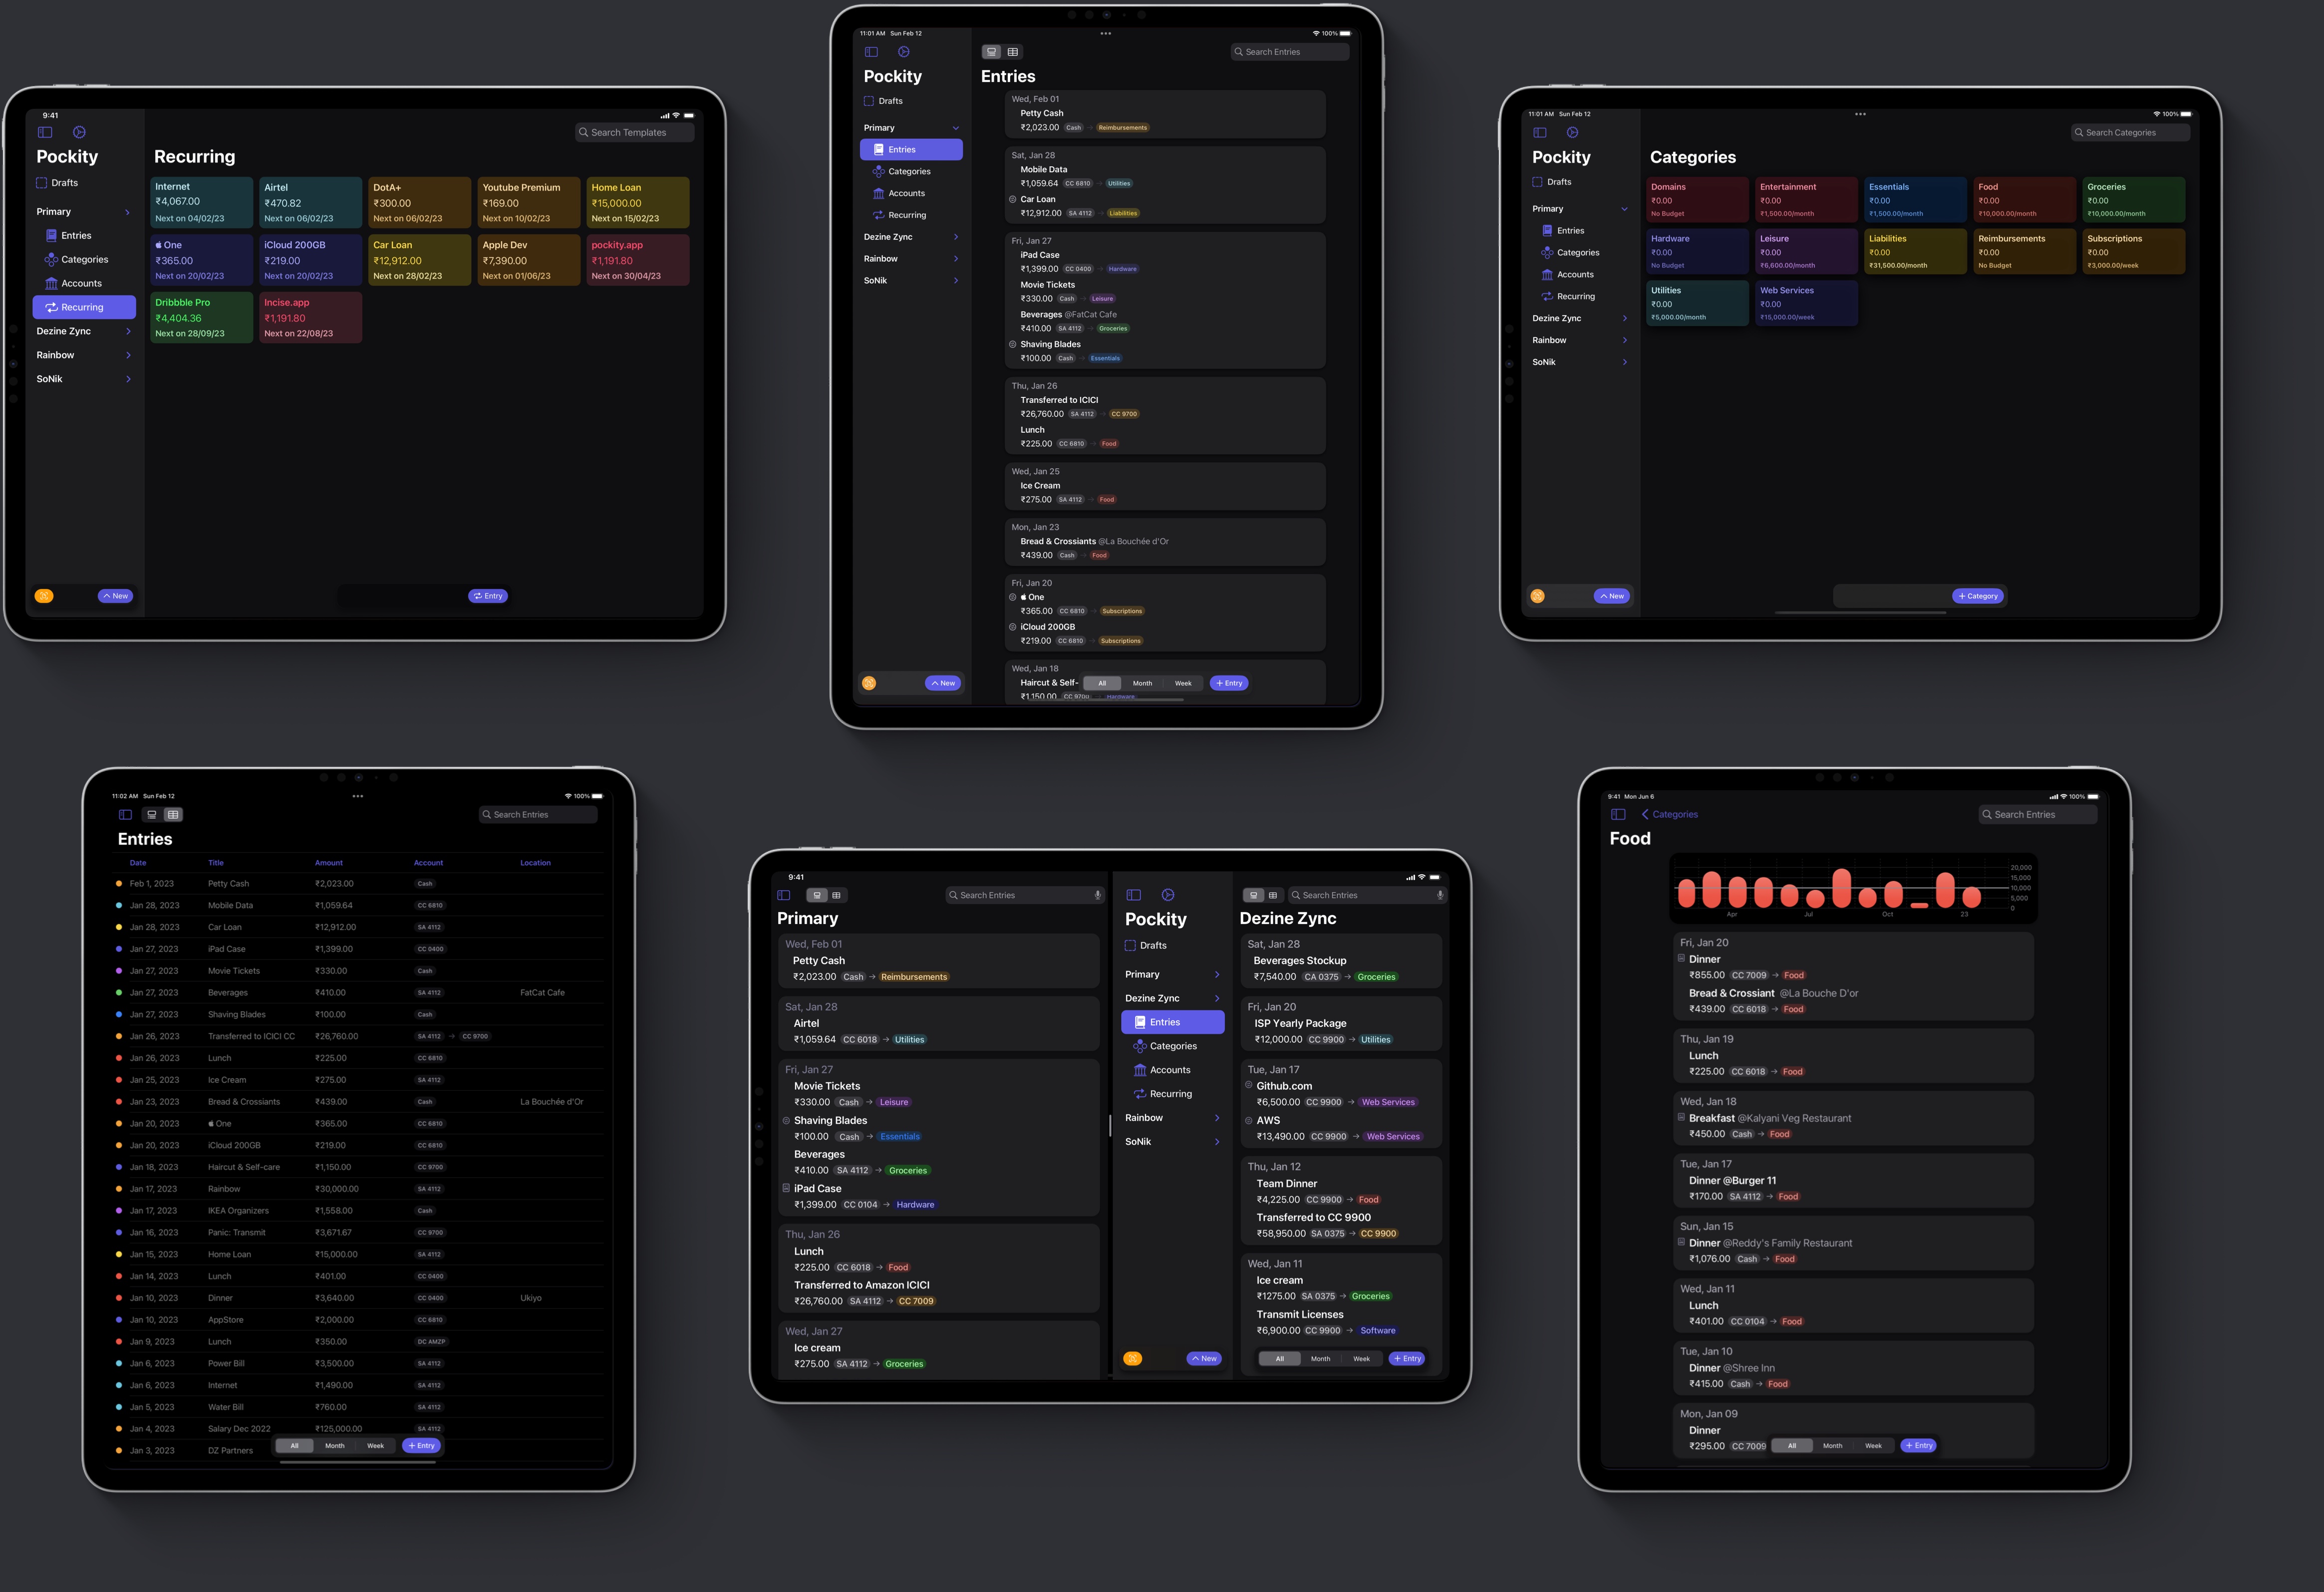 9:41
Pockity
Drafts
Primary
Entries
Categories
Accounts
Recurring
Dezine Zync
Rainbow
SoNik
New
Search Templates
Recurring
Internet
₹4,067.00
Next on 04/02/23
Airtel
₹470.82
Next on 06/02/23
DotA+
₹300.00
Next on 06/02/23
Youtube Premium
₹169.00
Next on 10/02/23
Home Loan
₹15,000.00
Next on 15/02/23
One
₹365.00
Next on 20/02/23
iCloud 200GB
₹219.00
Next on 20/02/23
Car Loan
₹12,912.00
Next on 28/02/23
Apple Dev
₹7,390.00
Next on 01/06/23
pockity.app
₹1,191.80
Next on 30/04/23
Dribbble Pro
₹4,404.36
Next on 28/09/23
Incise.app
₹1,191.80
Next on 22/08/23
Entry
11:01 AM Sun Feb 12
100%
Pockity
Drafts
Primary
Entries
Categories
Accounts
Recurring
Dezine Zync
Rainbow
SoNik
New
Search Entries
Entries
Wed, Feb 01
Petty Cash
₹2,023.00 Cash → Reimbursements
Sat, Jan 28
Mobile Data
₹1,059.64 CC 6810 → Utilities
Car Loan
₹12,912.00 SA 4112 → Liabilities
Fri, Jan 27
iPad Case
₹1,399.00 CC 0400 → Hardware
Movie Tickets
₹330.00 Cash → Leisure
Beverages @FatCat Cafe
₹410.00 SA 4112 → Groceries
Shaving Blades
₹100.00 Cash → Essentials
Thu, Jan 26
Transferred to ICICI
₹26,760.00 SA 4112 → CC 9700
Lunch
₹225.00 CC 6810 → Food
Wed, Jan 25
Ice Cream
₹275.00 SA 4112 → Food
Mon, Jan 23
Bread & Crossiants @La Bouchée d'Or
₹439.00 Cash → Food
Fri, Jan 20
One
₹365.00 CC 6810 → Subscriptions
iCloud 200GB
₹219.00 CC 6810 → Subscriptions
Wed, Jan 18
Haircut & Self-
₹1,150.00 CC 9700 Hardware
All Month Week + Entry
11:01 AM Sun Feb 12
100%
Pockity
Drafts
Primary
Entries
Categories
Accounts
Recurring
Dezine Zync
Rainbow
SoNik
New
Search Categories
Categories
Domains
₹0.00
No Budget
Entertainment
₹0.00
₹1,500.00/month
Essentials
₹0.00
₹1,500.00/month
Food
₹0.00
₹10,000.00/month
Groceries
₹0.00
₹10,000.00/month
Hardware
₹0.00
No Budget
Leisure
₹0.00
₹6,600.00/month
Liabilities
₹0.00
₹31,500.00/month
Reimbursements
₹0.00
No Budget
Subscriptions
₹0.00
₹3,000.00/week
Utilities
₹0.00
₹5,000.00/month
Web Services
₹0.00
₹15,000.00/week
+ Category
11:02 AM Sun Feb 12
100%
Search Entries
Entries
Date Title Amount Account Location
Feb 1, 2023 Petty Cash ₹2,023.00 Cash
Jan 28, 2023 Mobile Data ₹1,059.64 CC 6810
Jan 28, 2023 Car Loan ₹12,912.00 SA 4112
Jan 27, 2023 iPad Case ₹1,399.00 CC 0400
Jan 27, 2023 Movie Tickets ₹330.00 Cash
Jan 27, 2023 Beverages ₹410.00 SA 4112 FatCat Cafe
Jan 27, 2023 Shaving Blades ₹100.00 Cash
Jan 26, 2023 Transferred to ICICI CC ₹26,760.00 SA 4112 → CC 9700
Jan 26, 2023 Lunch ₹225.00 CC 6810
Jan 25, 2023 Ice Cream ₹275.00 SA 4112
Jan 23, 2023 Bread & Crossiants ₹439.00 Cash La Bouchée d'Or
Jan 20, 2023 One ₹365.00 CC 6810
Jan 20, 2023 iCloud 200GB ₹219.00 CC 6810
Jan 18, 2023 Haircut & Self-care ₹1,150.00 CC 9700
Jan 17, 2023 Rainbow ₹30,000.00 SA 4112
Jan 17, 2023 IKEA Organizers ₹1,558.00 Cash
Jan 16, 2023 Panic: Transmit ₹3,671.67 CC 9700
Jan 15, 2023 Home Loan ₹15,000.00 SA 4112
Jan 14, 2023 Lunch ₹401.00 CC 0400
Jan 10, 2023 Dinner ₹3,640.00 CC 0400 Ukiyo
Jan 10, 2023 AppStore ₹2,000.00 CC 6810
Jan 9, 2023 Lunch ₹350.00 DC AMZP
Jan 6, 2023 Power Bill ₹3,500.00 SA 4112
Jan 6, 2023 Internet ₹1,490.00 SA 4112
Jan 5, 2023 Water Bill ₹760.00 SA 4112
Jan 4, 2023 Salary Dec 2022 ₹125,000.00 SA 4112
Jan 3, 2023 DZ Partners
All Month Week + Entry
9:41
Search Entries
Primary
Wed, Feb 01
Petty Cash
₹2,023.00 Cash → Reimbursements
Sat, Jan 28
Airtel
₹1,059.64 CC 6018 → Utilities
Fri, Jan 27
Movie Tickets
₹330.00 Cash → Leisure
Shaving Blades
₹100.00 Cash → Essentials
Beverages
₹410.00 SA 4112 → Groceries
iPad Case
₹1,399.00 CC 0104 → Hardware
Thu, Jan 26
Lunch
₹225.00 CC 6018 → Food
Transferred to Amazon ICICI
₹26,760.00 SA 4112 → CC 7009
Wed, Jan 27
Ice cream
₹275.00 SA 4112 → Groceries
Pockity
Drafts
Primary
Dezine Zync
Entries
Categories
Accounts
Recurring
Rainbow
SoNik
New
Search Entries
Dezine Zync
Sat, Jan 28
Beverages Stockup
₹7,540.00 CA 0375 → Groceries
Fri, Jan 20
ISP Yearly Package
₹12,000.00 CC 9900 → Utilities
Tue, Jan 17
Github.com
₹6,500.00 CC 9900 → Web Services
AWS
₹13,490.00 CC 9900 → Web Services
Thu, Jan 12
Team Dinner
₹4,225.00 CC 9900 → Food
Transferred to CC 9900
₹58,950.00 SA 0375 → CC 9900
Wed, Jan 11
Ice cream
₹1275.00 SA 0375 → Groceries
Transmit Licenses
₹6,900.00 CC 9900 → Software
All Month Week + Entry
9:41 Mon Jun 6
100%
Categories
Search Entries
Food
20,000
15,000
10,000
5,000
0
Apr Jul Oct 23
Fri, Jan 20
Dinner
₹855.00 CC 7009 → Food
Bread & Crossiant @La Bouche D'or
₹439.00 CC 6018 → Food
Thu, Jan 19
Lunch
₹225.00 CC 6018 → Food
Wed, Jan 18
Breakfast @Kalyani Veg Restaurant
₹450.00 Cash → Food
Tue, Jan 17
Dinner @Burger 11
₹170.00 SA 4112 → Food
Sun, Jan 15
Dinner @Reddy's Family Restaurant
₹1,076.00 Cash → Food
Wed, Jan 11
Lunch
₹401.00 CC 0104 → Food
Tue, Jan 10
Dinner @Shree Inn
₹415.00 Cash → Food
Mon, Jan 09
Dinner
₹295.00 CC 7009
All Month Week + Entry